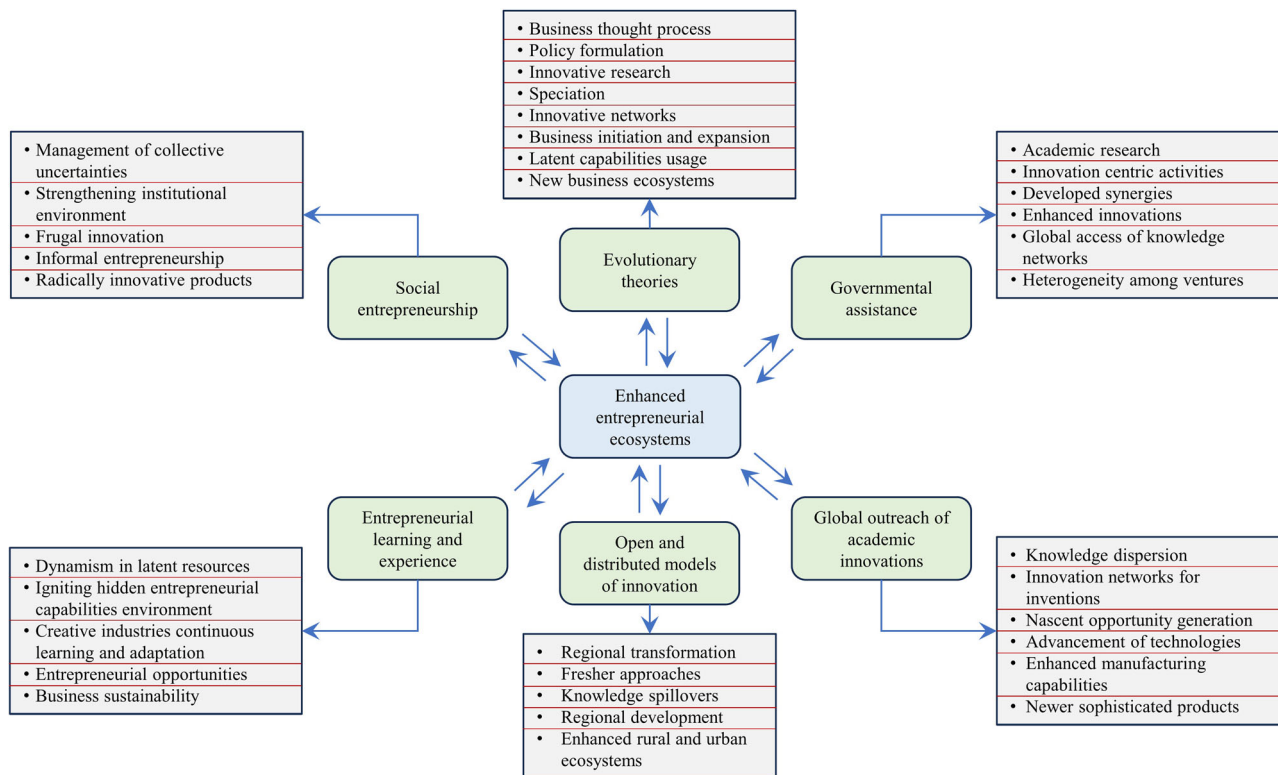 • Business thought process
• Policy formulation
• Innovative research
• Speciation
• Innovative networks
• Business initiation and expansion
• Latent capabilities usage
• New business ecosystems
• Management of collective
uncertainties
• Strengthening institutional
environment
• Frugal innovation
• Informal entrepreneurship
• Radically innovative products
• Academic research
• Innovation centric activities
• Developed synergies
• Enhanced innovations
• Global access of knowledge
networks
• Heterogeneity among ventures
Social
entrepreneurship
Evolutionary
theories
Governmental
assistance
Enhanced
entrepreneurial
ecosystems
Entrepreneurial
learning and
experience
Open and
distributed models
of innovation
Global outreach of
academic
innovations
• Dynamism in latent resources
• Igniting hidden entrepreneurial
capabilities environment
• Creative industries continuous
learning and adaptation
• Entrepreneurial opportunities
• Business sustainability
• Regional transformation
• Fresher approaches
• Knowledge spillovers
• Regional development
• Enhanced rural and urban
ecosystems
• Knowledge dispersion
• Innovation networks for
inventions
• Nascent opportunity generation
• Advancement of technologies
• Enhanced manufacturing
capabilities
• Newer sophisticated products